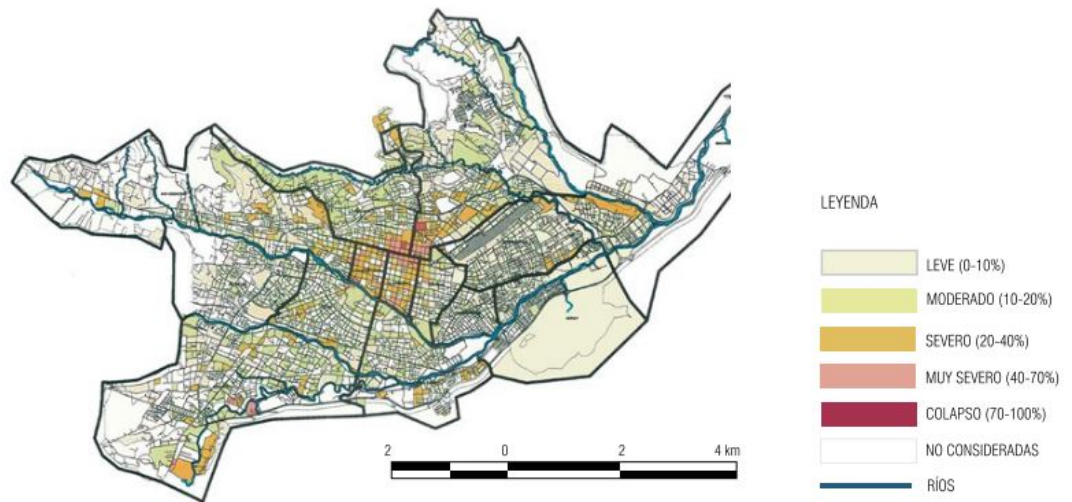 LEYENDA
LEVE (0-10%)
MODERADO (10-20%)
SEVERO (20-40%)
MUY SEVERO (40-70%)
COLAPSO (70-100%)
NO CONSIDERADAS
RÍOS
2 0 2 4 km